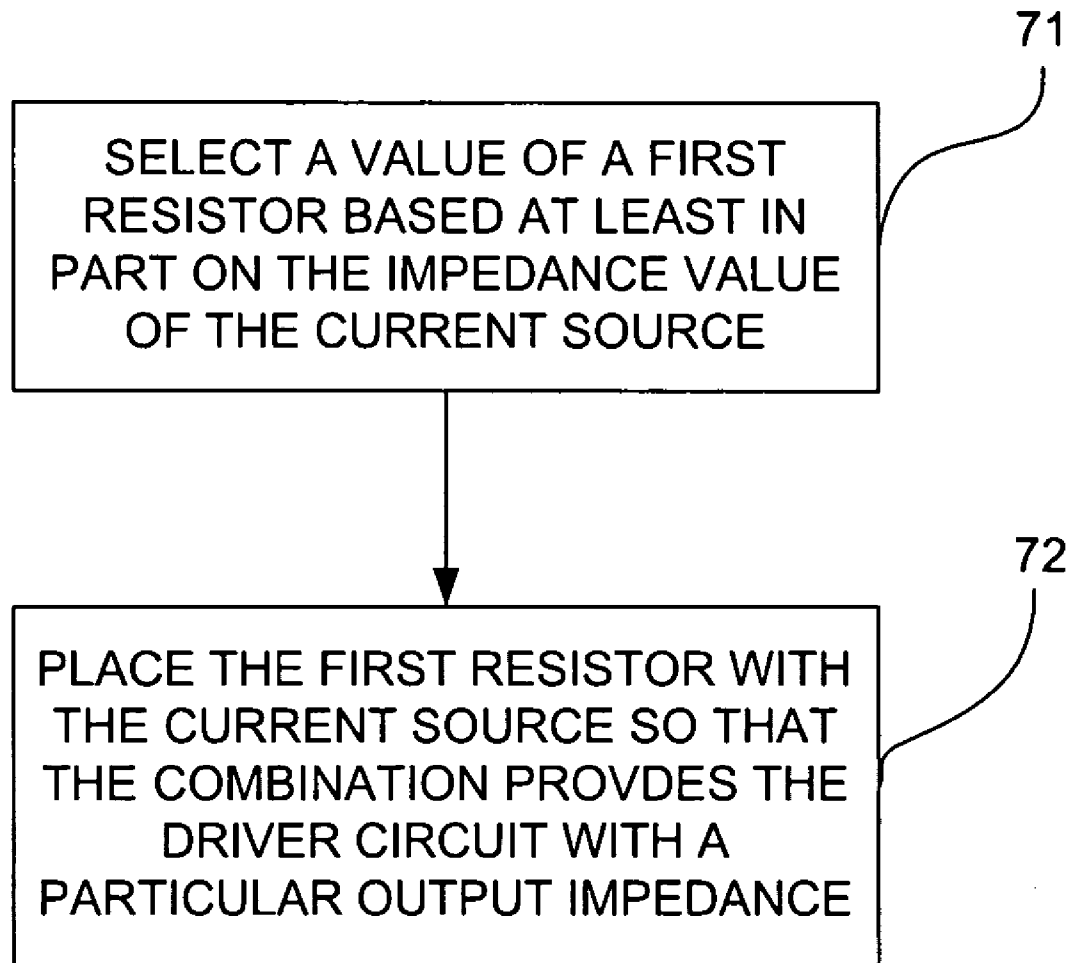 71
SELECT A VALUE OF A FIRST
RESISTOR BASED AT LEAST IN
PART ON THE IMPEDANCE VALUE
OF THE CURRENT SOURCE
72
PLACE THE FIRST RESISTOR WITH
THE CURRENT SOURCE SO THAT
THE COMBINATION PROVDES THE
DRIVER CIRCUIT WITH A
PARTICULAR OUTPUT IMPEDANCE